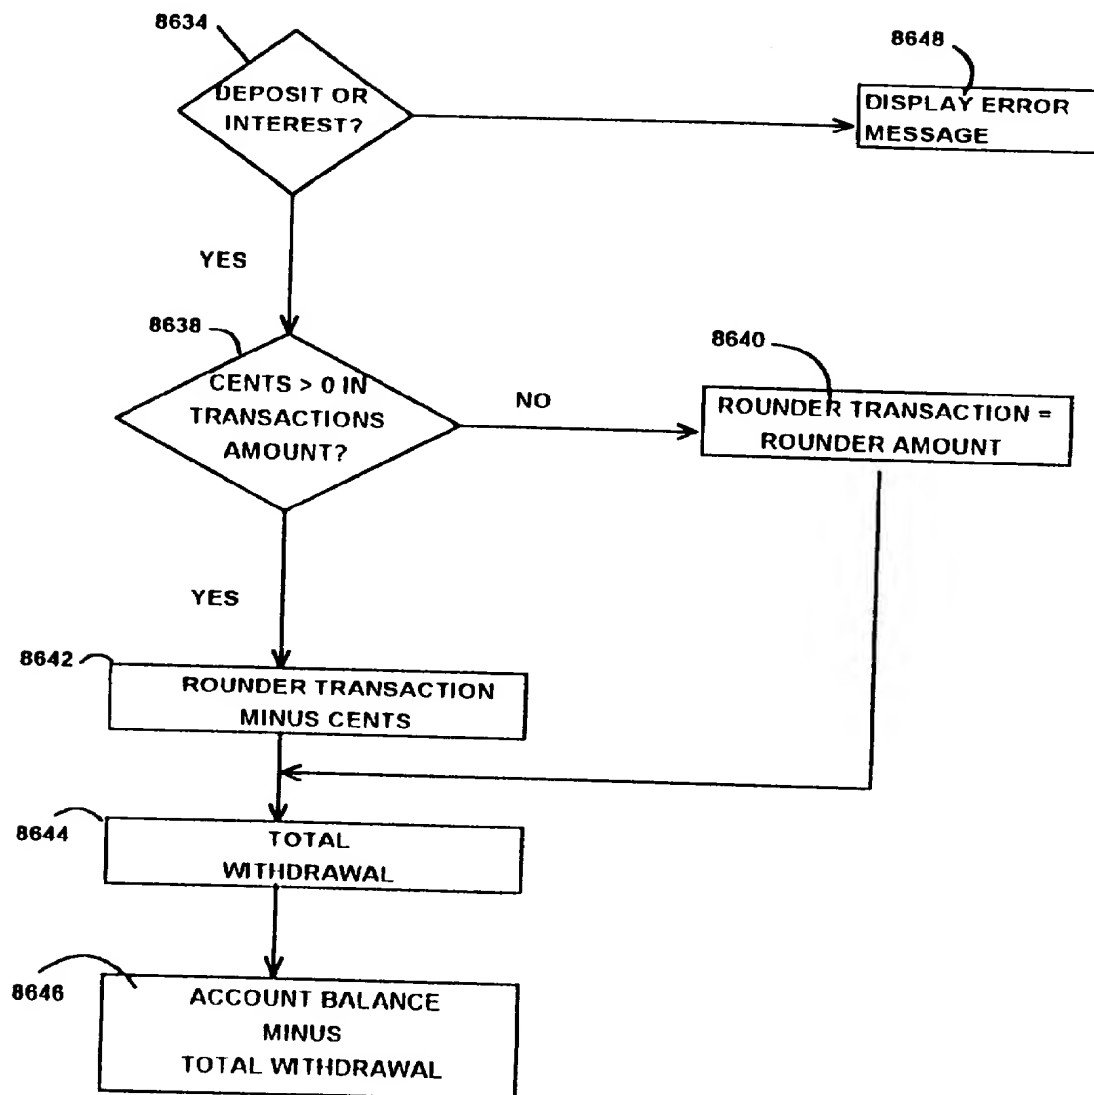 8634
DEPOSIT OR
INTEREST?
8648
DISPLAY ERROR
MESSAGE
YES
8638
CENTS > 0 IN
TRANSACTIONS
AMOUNT?
NO
8640
ROUNDER TRANSACTION =
ROUNDER AMOUNT
YES
8642
ROUNDER TRANSACTION
MINUS CENTS
8644
TOTAL
WITHDRAWAL
8646
ACCOUNT BALANCE
MINUS
TOTAL WITHDRAWAL